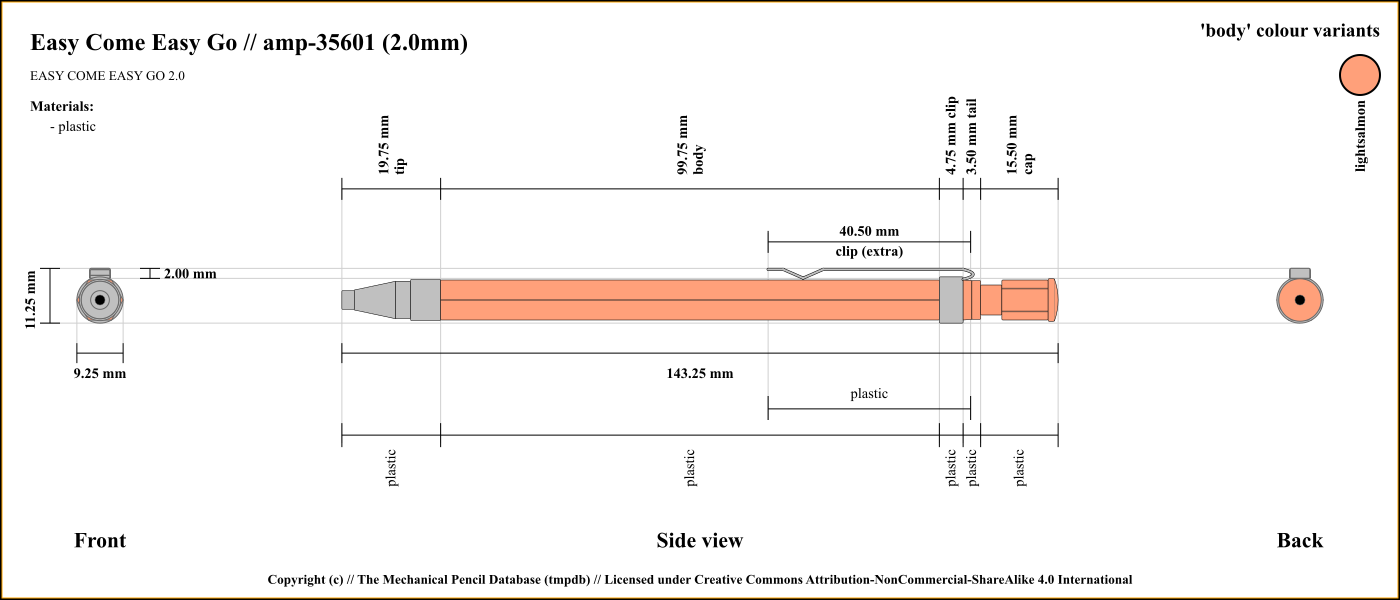 Easy Come Easy Go // amp-35601 (2.0mm)
'body' colour variants
EASY COME EASY GO 2.0
Materials:
- plastic
lightsalmon
19.75 mm
tip
99.75 mm
body
4.75 mm clip
3.50 mm tail
15.50 mm
cap
40.50 mm
clip (extra)
2.00 mm
11.25 mm
9.25 mm
143.25 mm
plastic
plastic
plastic
plastic
plastic
plastic
Front
Side view
Back
Copyright (c) // The Mechanical Pencil Database (tmpdb) // Licensed under Creative Commons Attribution-NonCommercial-ShareAlike 4.0 International